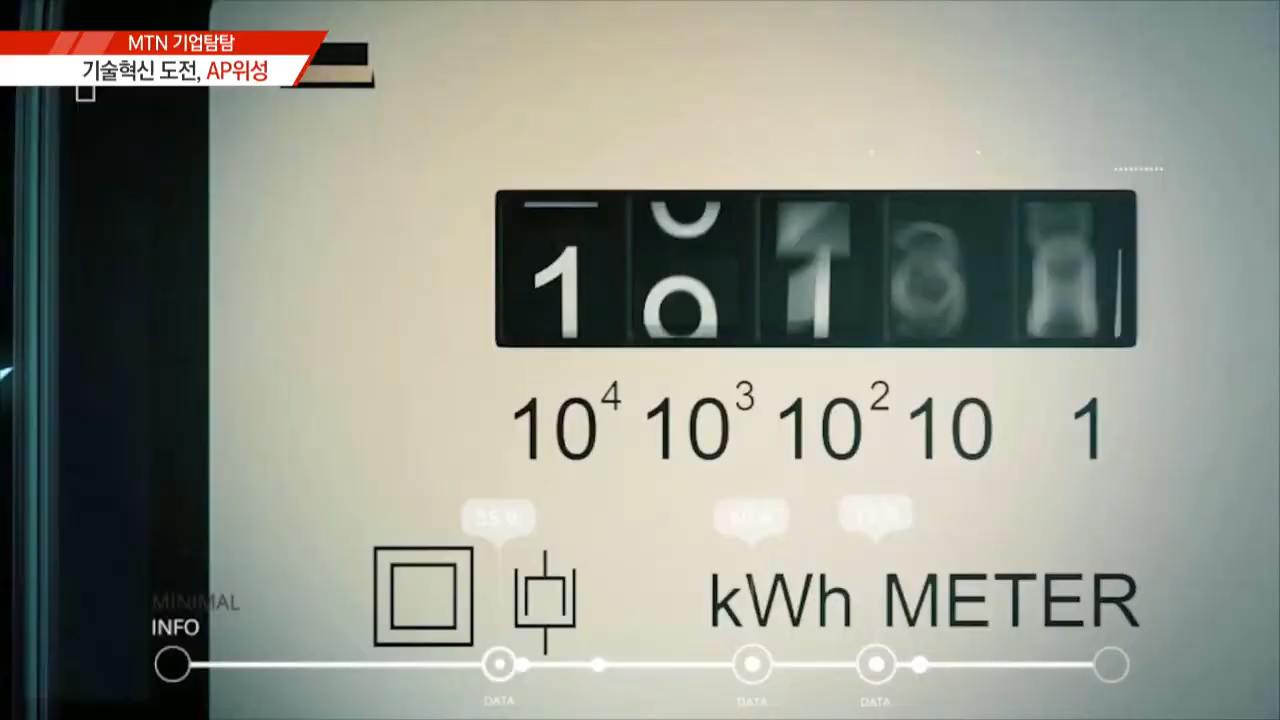 MTN 기업탐탐
기술혁신 도전, AP위성
10⁴ 10³ 10² 10 1
kWh METER
MINIMAL
INFO
DATA
DATA
DATA